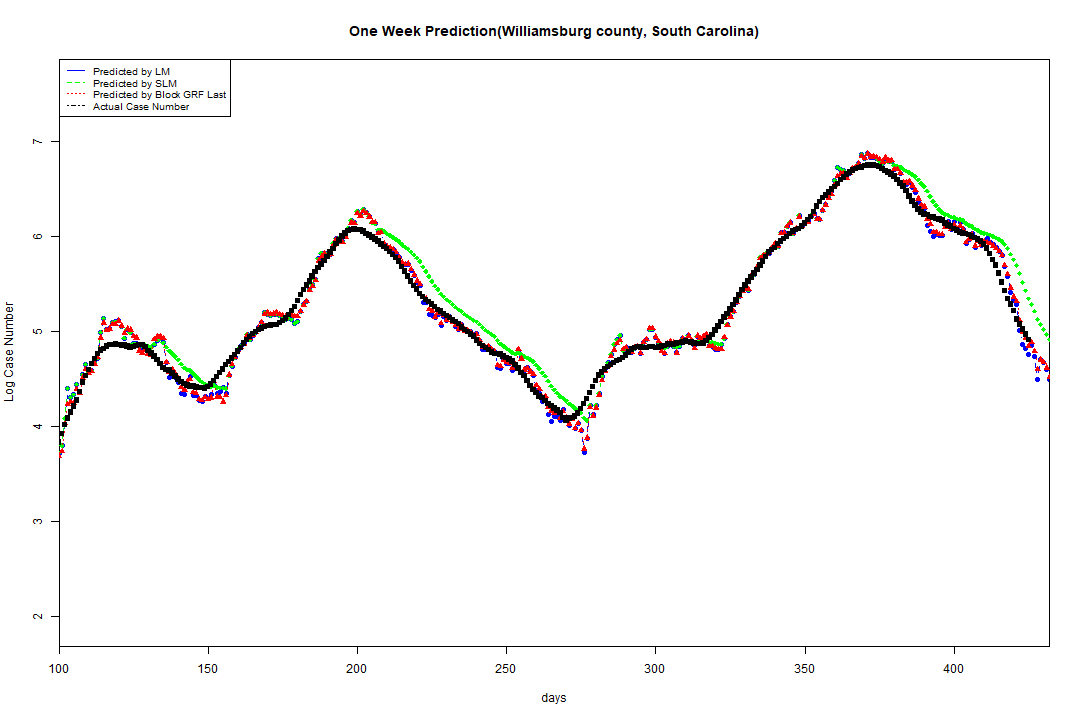 One Week Prediction(Williamsburg county, South Carolina)
Predicted by LM
Predicted by SLM
Predicted by Block GRF Last
Actual Case Number
7
6
5
4
3
2
Log Case Number
100 150 200 250 300 350 400
days